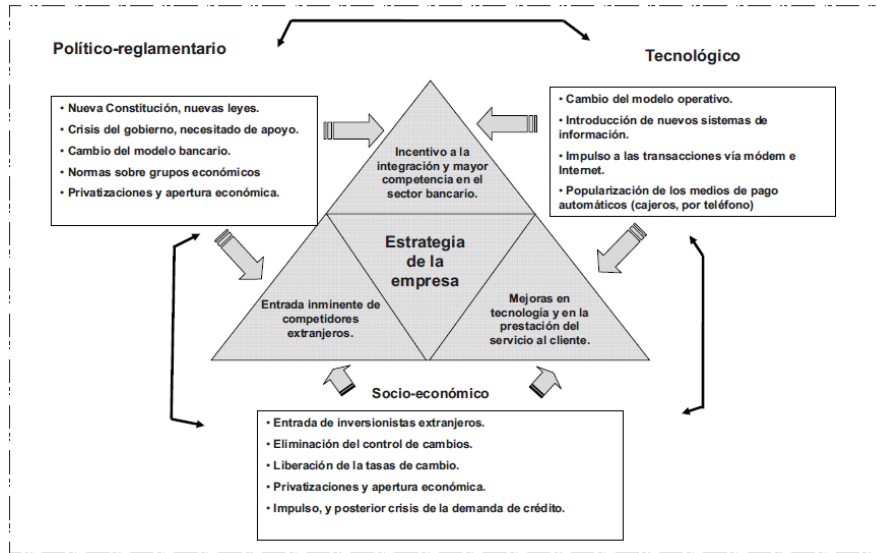 Político-reglamentario
• Nueva Constitución, nuevas leyes.
• Crisis del gobierno, necesitado de apoyo.
• Cambio del modelo bancario.
• Normas sobre grupos económicos
• Privatizaciones y apertura económica.
Tecnológico
• Cambio del modelo operativo.
• Introducción de nuevos sistemas de
información.
• Impulso a las transacciones vía módem e
Internet.
• Popularización de los medios de pago
automáticos (cajeros, por teléfono)
Incentivo a la
integración y mayor
competencia en el
sector bancario.
Estrategia
de la
empresa
Entrada inminente de
competidores
extranjeros.
Mejoras en
tecnología y en la
prestación del
servicio al cliente.
Socio-económico
• Entrada de inversionistas extranjeros.
• Eliminación del control de cambios.
• Liberación de la tasas de cambio.
• Privatizaciones y apertura económica.
• Impulso, y posterior crisis de la demanda de crédito.